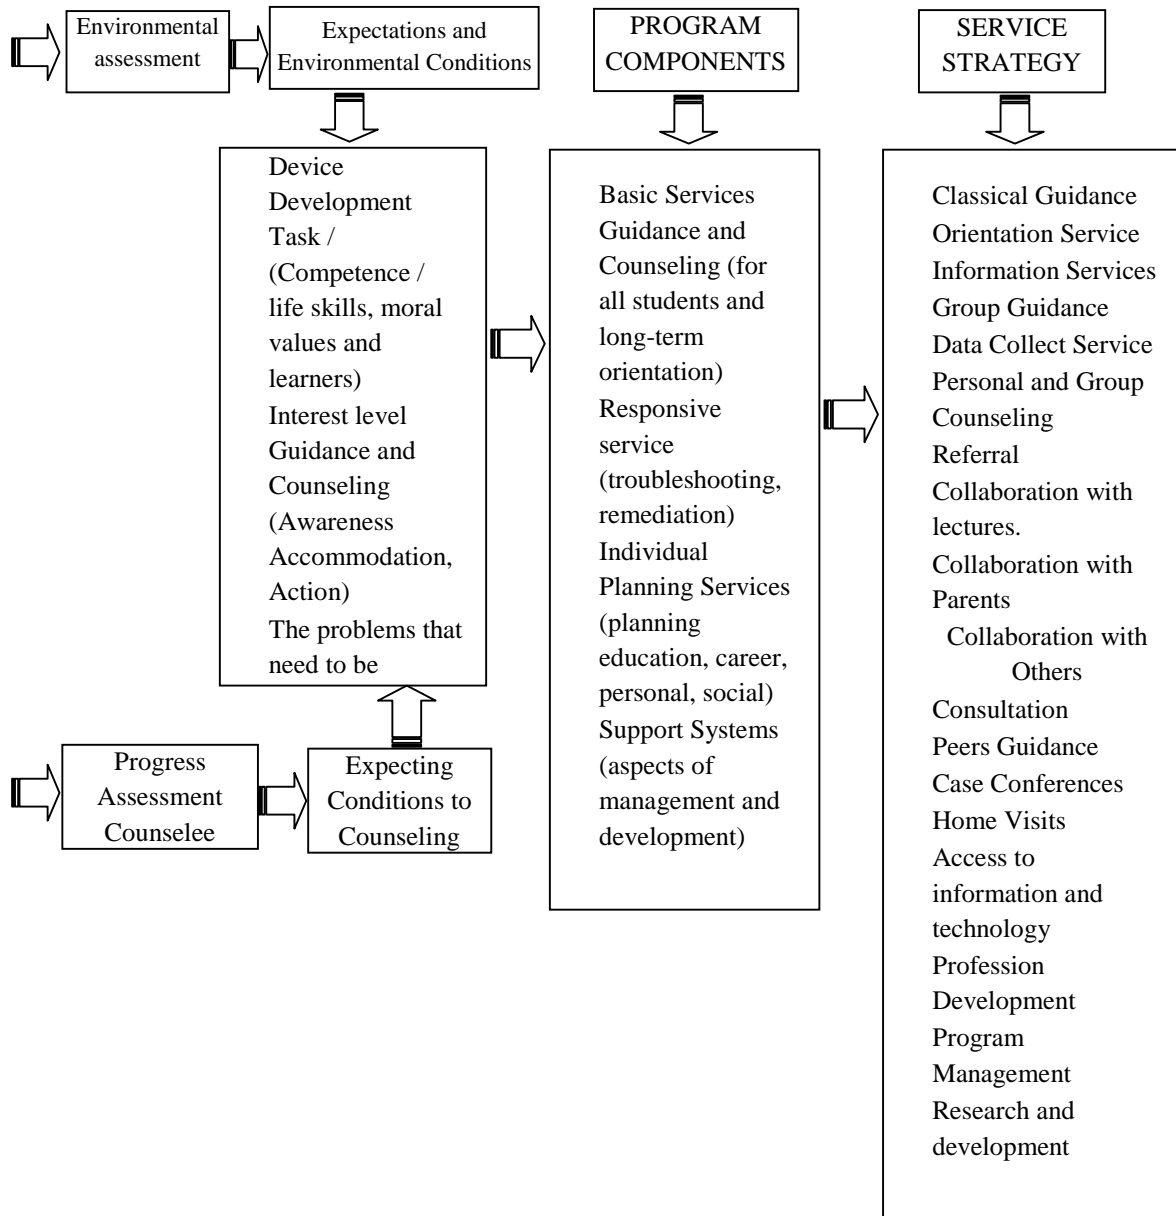 Environmental
assessment
Expectations and
Environmental Conditions
PROGRAM
COMPONENTS
SERVICE
STRATEGY
Device
Development
Task /
(Competence /
life skills, moral
values and
learners)
Interest level
Guidance and
Counseling
(Awareness
Accommodation,
Action)
The problems that
need to be
Progress
Assessment
Counselee
Expecting
Conditions to
Counseling
Basic Services
Guidance and
Counseling (for
all students and
long-term
orientation)
Responsive
service
(troubleshooting,
remediation)
Individual
Planning Services
(planning
education, career,
personal, social)
Support Systems
(aspects of
management and
development)
Classical Guidance
Orientation Service
Information Services
Group Guidance
Data Collect Service
Personal and Group
Counseling
Referral
Collaboration with
lectures.
Collaboration with
Parents
Collaboration with
Others
Consultation
Peers Guidance
Case Conferences
Home Visits
Access to
information and
technology
Profession
Development
Program
Management
Research and
development